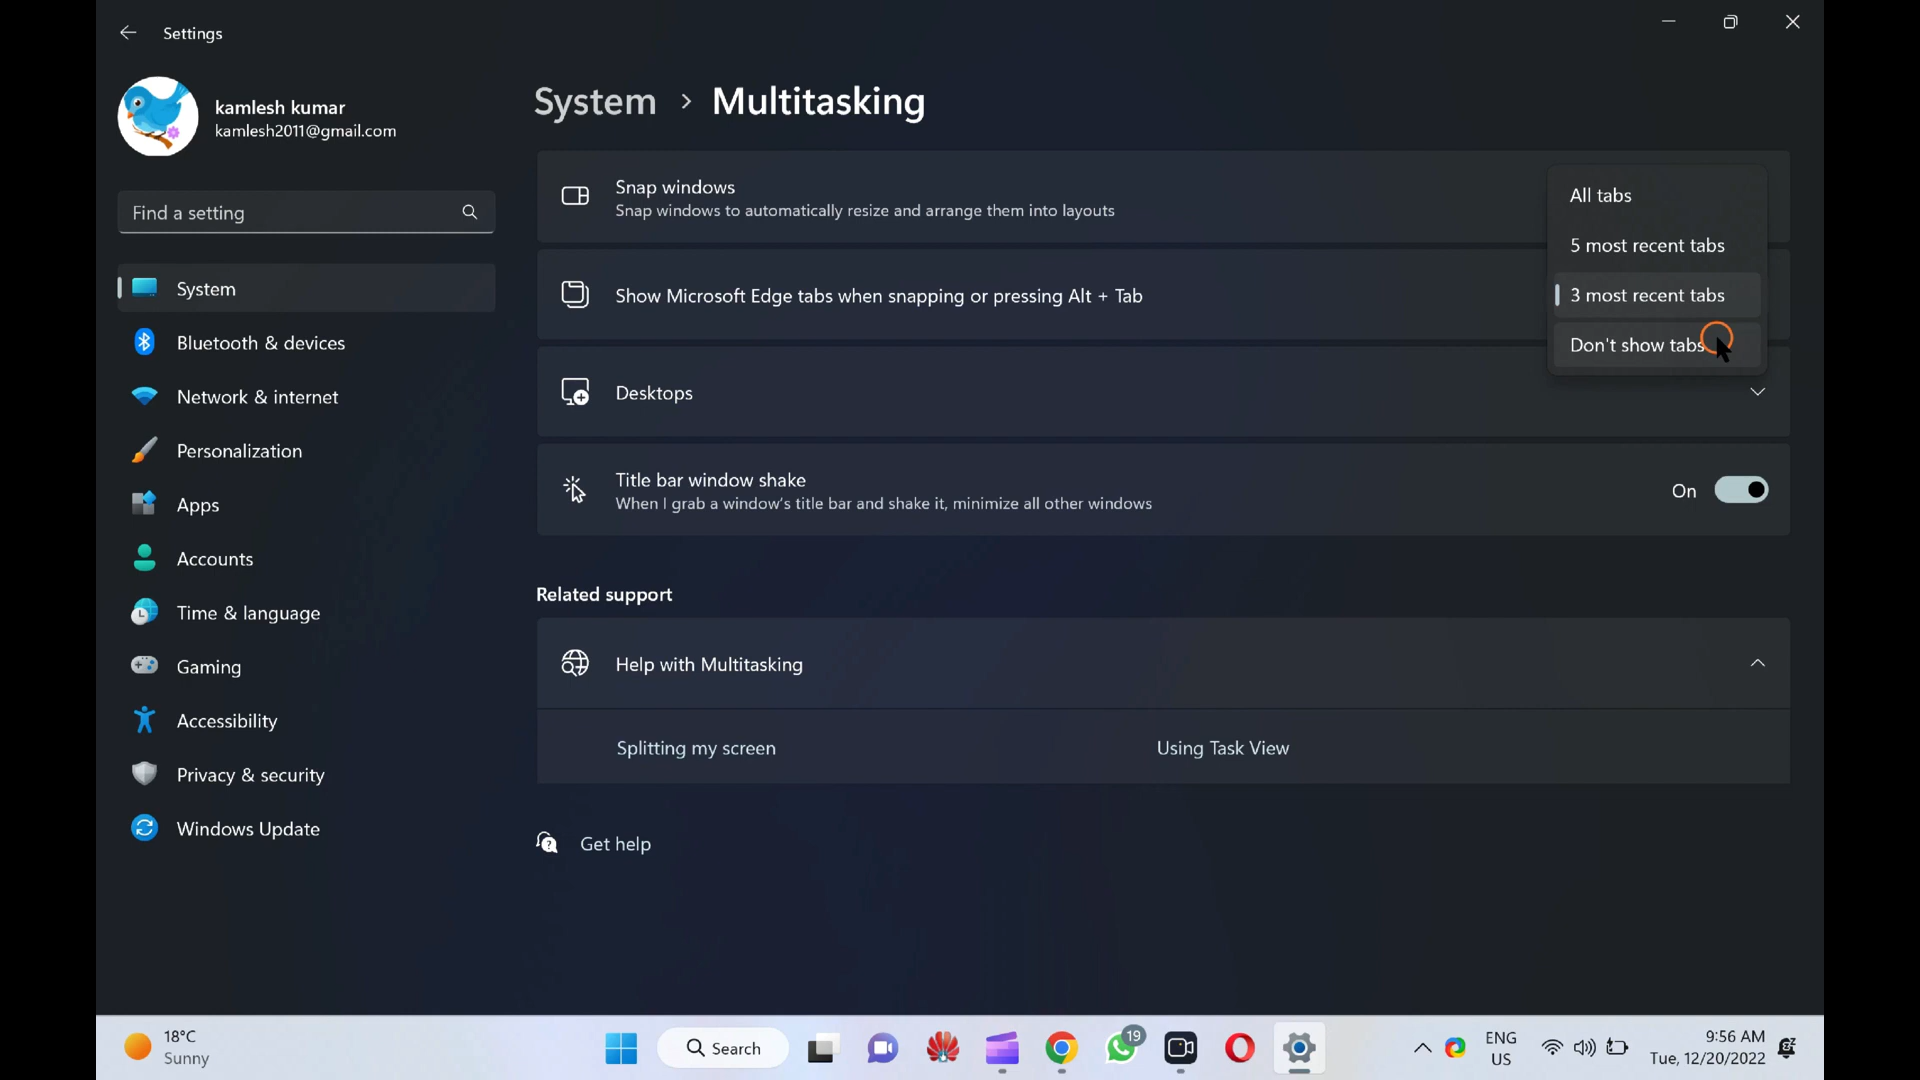 Settings
kamlesh kumar
kamlesh2011@gmail.com
Find a setting
System
Bluetooth & devices
Network & internet
Personalization
Apps
Accounts
Time & language
Gaming
Accessibility
Privacy & security
Windows Update
System > Multitasking
Snap windows
Snap windows to automatically resize and arrange them into layouts
Show Microsoft Edge tabs when snapping or pressing Alt + Tab
All tabs
5 most recent tabs
3 most recent tabs
Don't show tabs
Desktops
Title bar window shake
When I grab a window's title bar and shake it, minimize all other windows
On
Related support
Help with Multitasking
Splitting my screen
Using Task View
Get help
18°C
Sunny
Search
19
ENG
US
9:56 AM
Tue, 12/20/2022